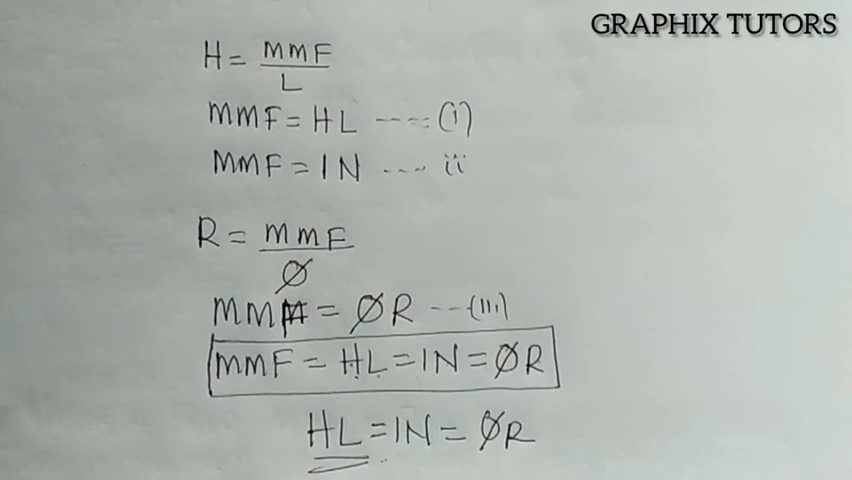 GRAPHIX TUTORS
H = MMF / L
MMF = HL ---- (i)
MMF = IN ---- ii
R = MMF / Ø
MMF = ØR --- (iii)
MMF = HL = IN = ØR
HL = IN = ØR